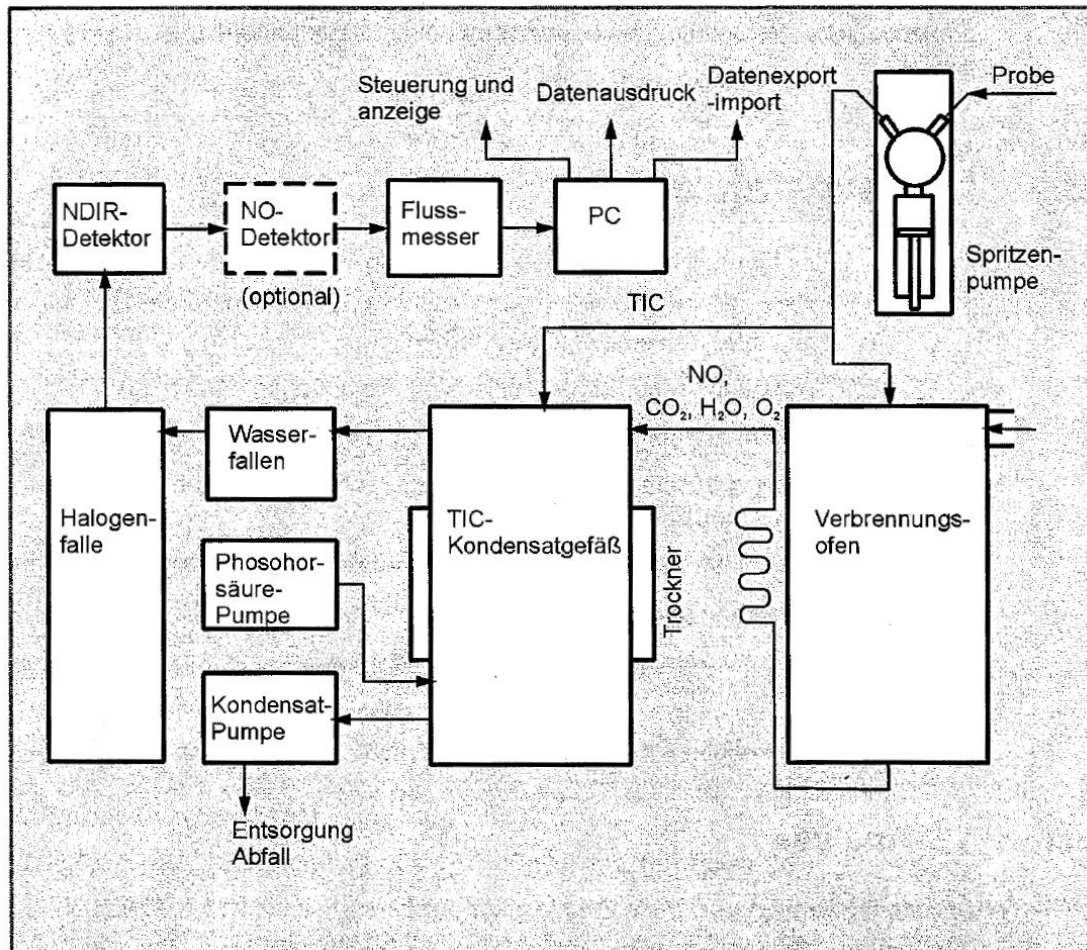 Steuerung und
anzeige
Datenausdruck
Datenexport
-import
Probe
NDIR-
Detektor
NO-
Detektor
(optional)
Fluss-
messer
PC
Spritzen-
pumpe
TIC
NO,
CO₂, H₂O, O₂
Wasser-
fallen
Halogen-
falle
TIC-
Kondensatgefäß
Trockner
Verbrennungs-
ofen
Phosohor-
säure-
Pumpe
Kondensat-
Pumpe
Entsorgung
Abfall